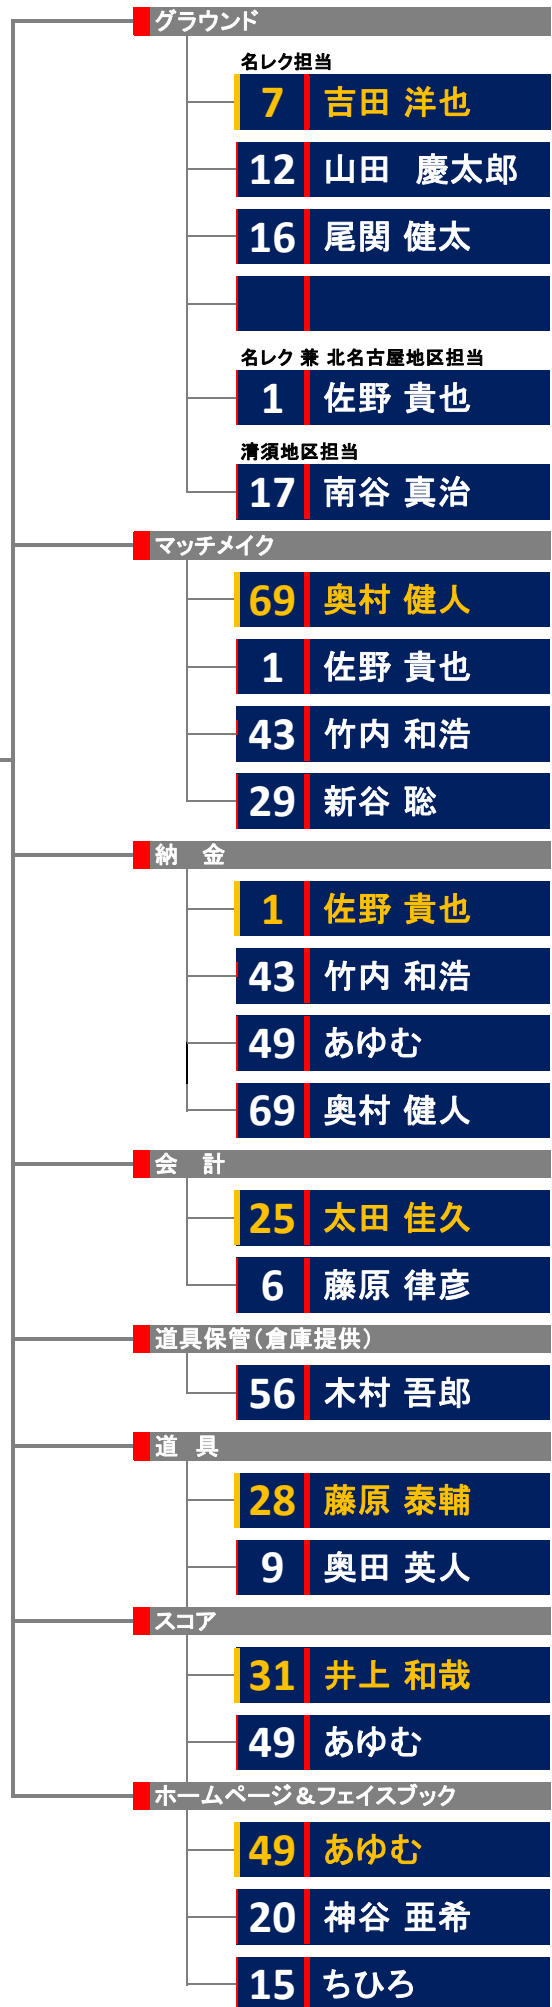 グラウンド
名レク担当
7 吉田 洋也
12 山田 慶太郎
16 尾関 健太
名レク 兼 北名古屋地区担当
1 佐野 貴也
清須地区担当
17 南谷 真治
マッチメイク
69 奥村 健人
1 佐野 貴也
43 竹内 和浩
29 新谷 聡
納 金
1 佐野 貴也
43 竹内 和浩
49 あゆむ
69 奥村 健人
会 計
25 太田 佳久
6 藤原 律彦
道具保管(倉庫提供)
56 木村 吾郎
道 具
28 藤原 泰輔
9 奥田 英人
スコア
31 井上 和哉
49 あゆむ
ホームページ&フェイスブック
49 あゆむ
20 神谷 亜希
15 ちひろ